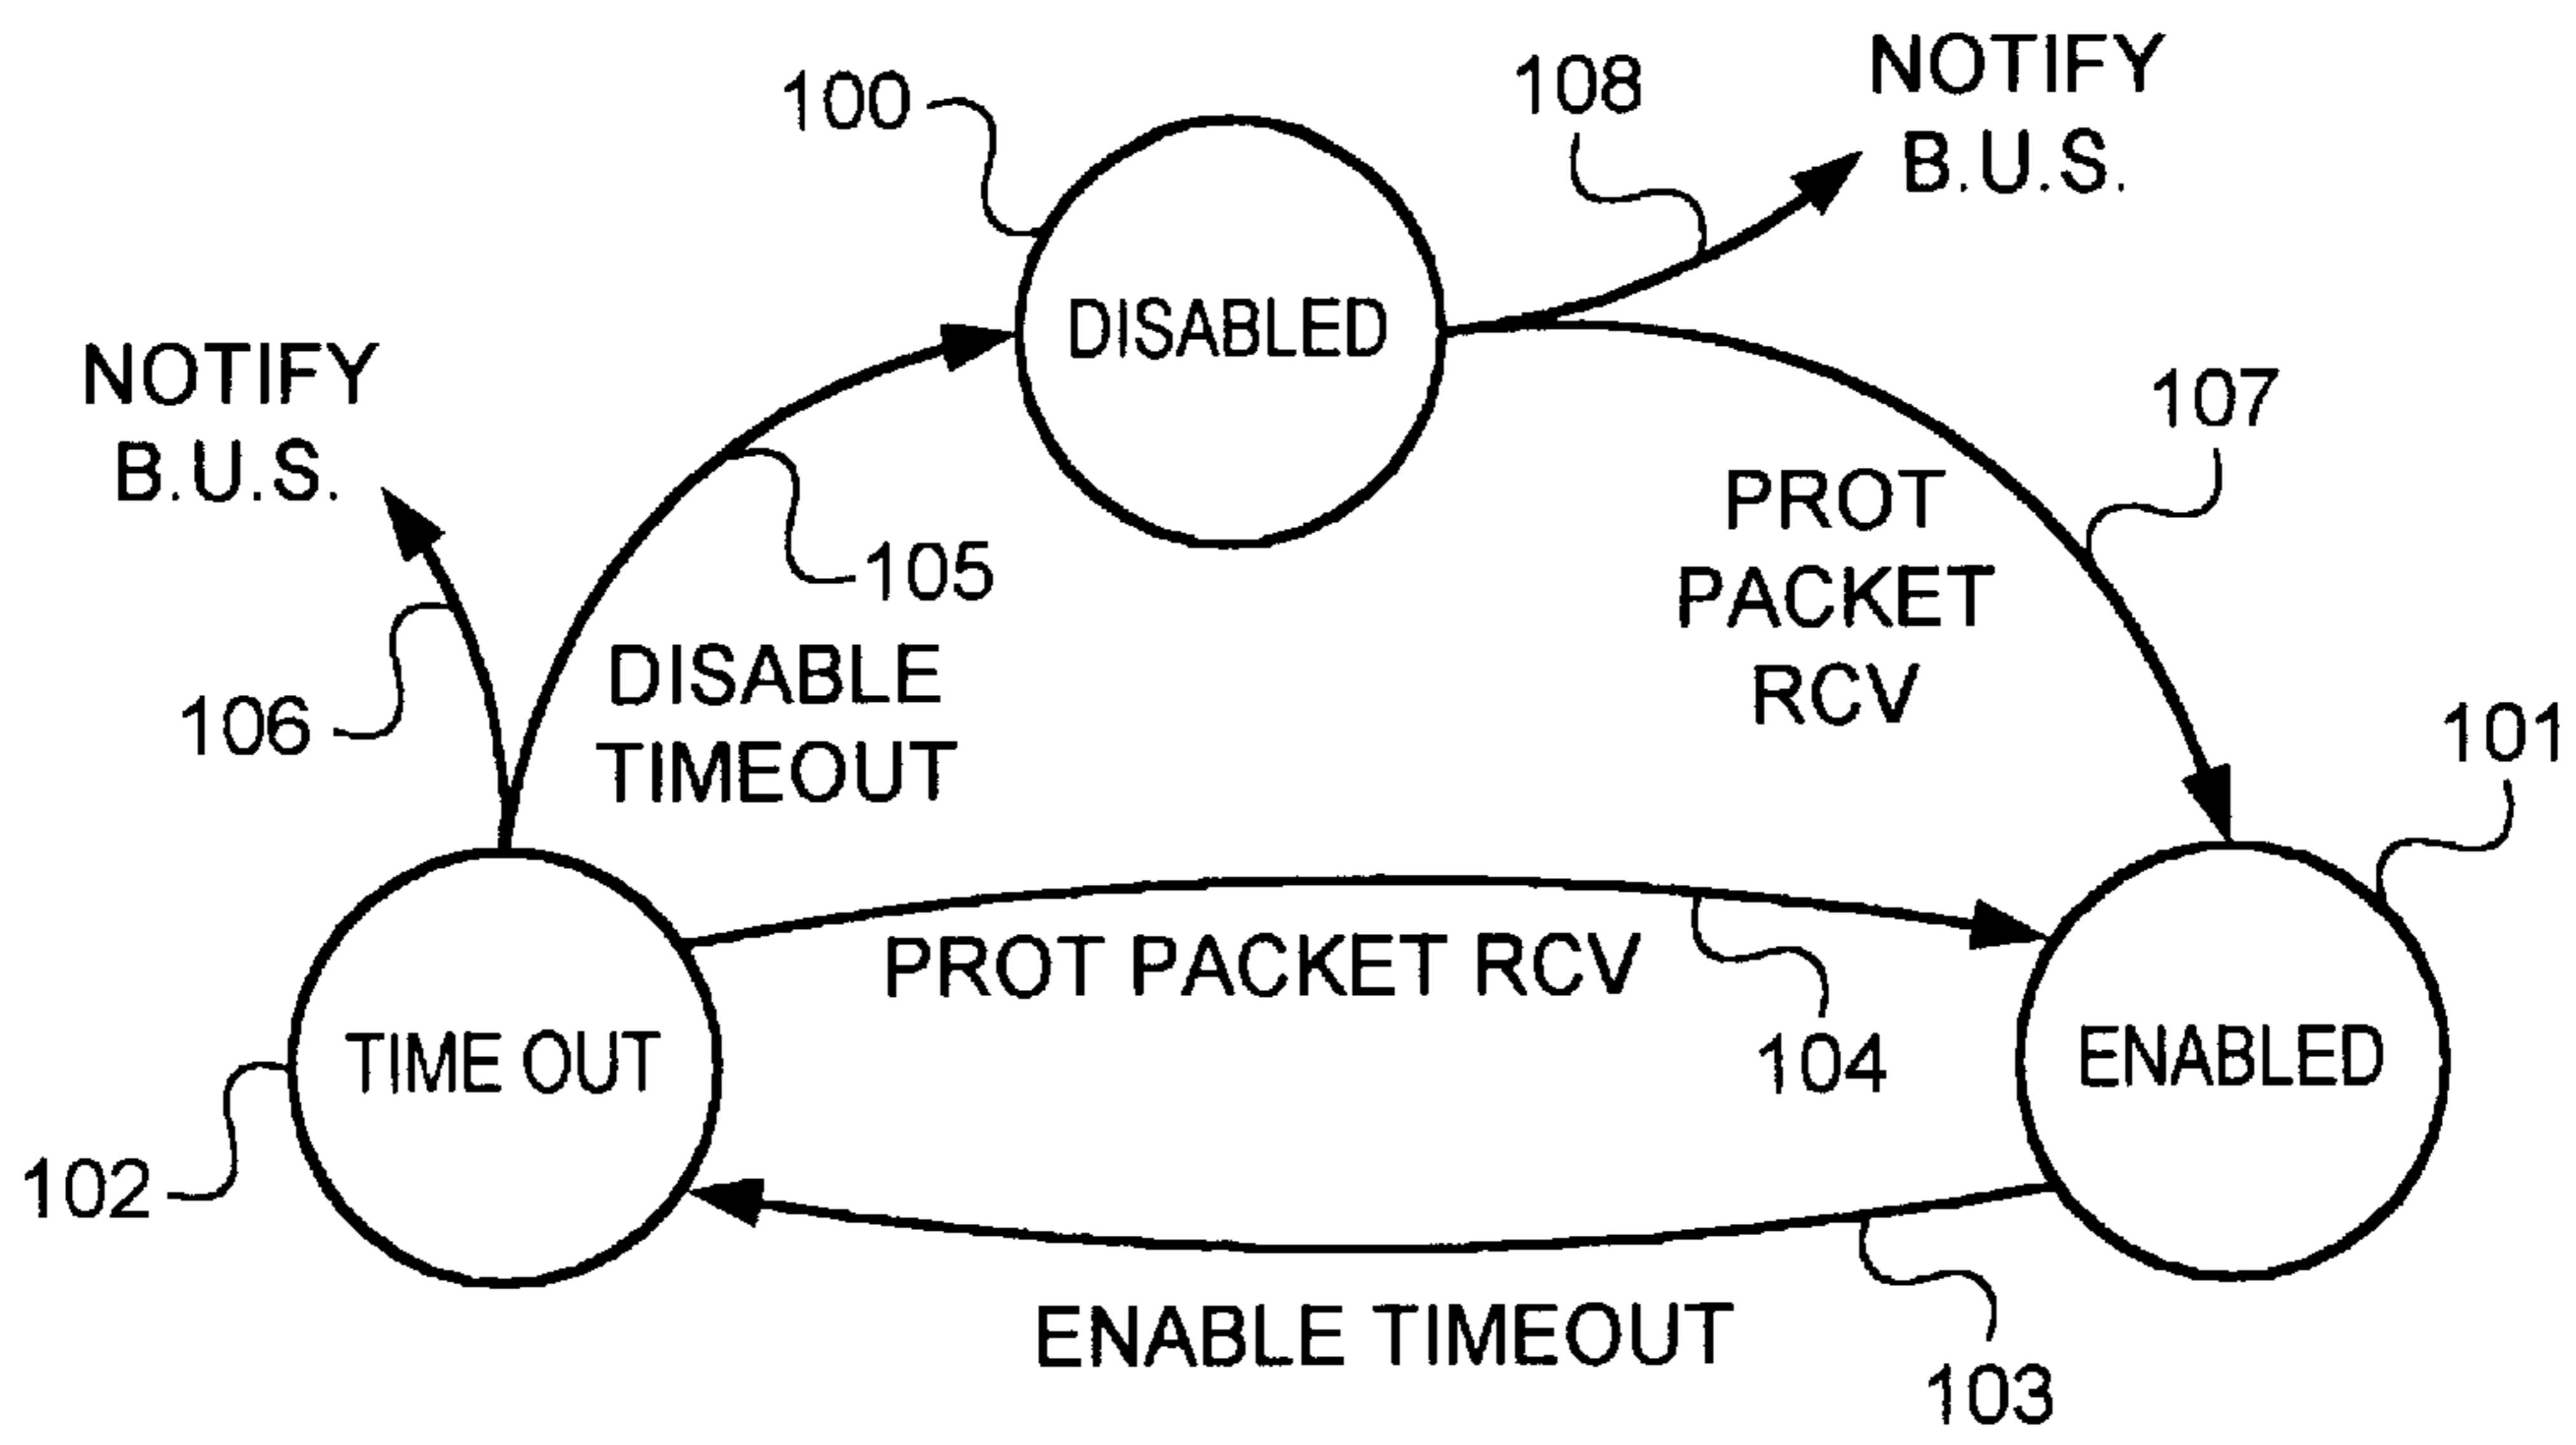 NOTIFY
B.U.S.
108
100
DISABLED
NOTIFY
B.U.S.
107
PROT
PACKET
RCV
105
DISABLE
TIMEOUT
106
101
PROT PACKET RCV
104
TIME OUT
ENABLED
102
ENABLE TIMEOUT
103